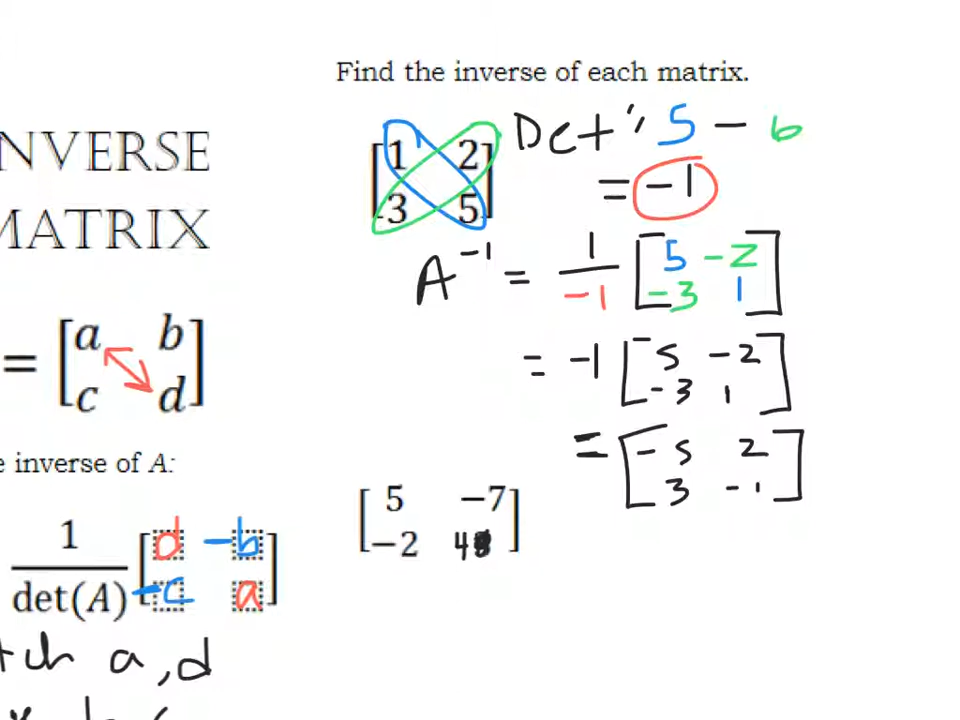 NVERSE
MATRIX
= [a b
c d]
e inverse of A:
1
det(A)
[d -b
-c a]
tch a,d
Find the inverse of each matrix.
[1 2
3 5]
Det: 5 - 6
= -1
A⁻¹ = 1/-1 [5 -2
-3 1]
= -1 [5 -2
-3 1]
= [-5 2
3 -1]
[5 -7
-2 4]